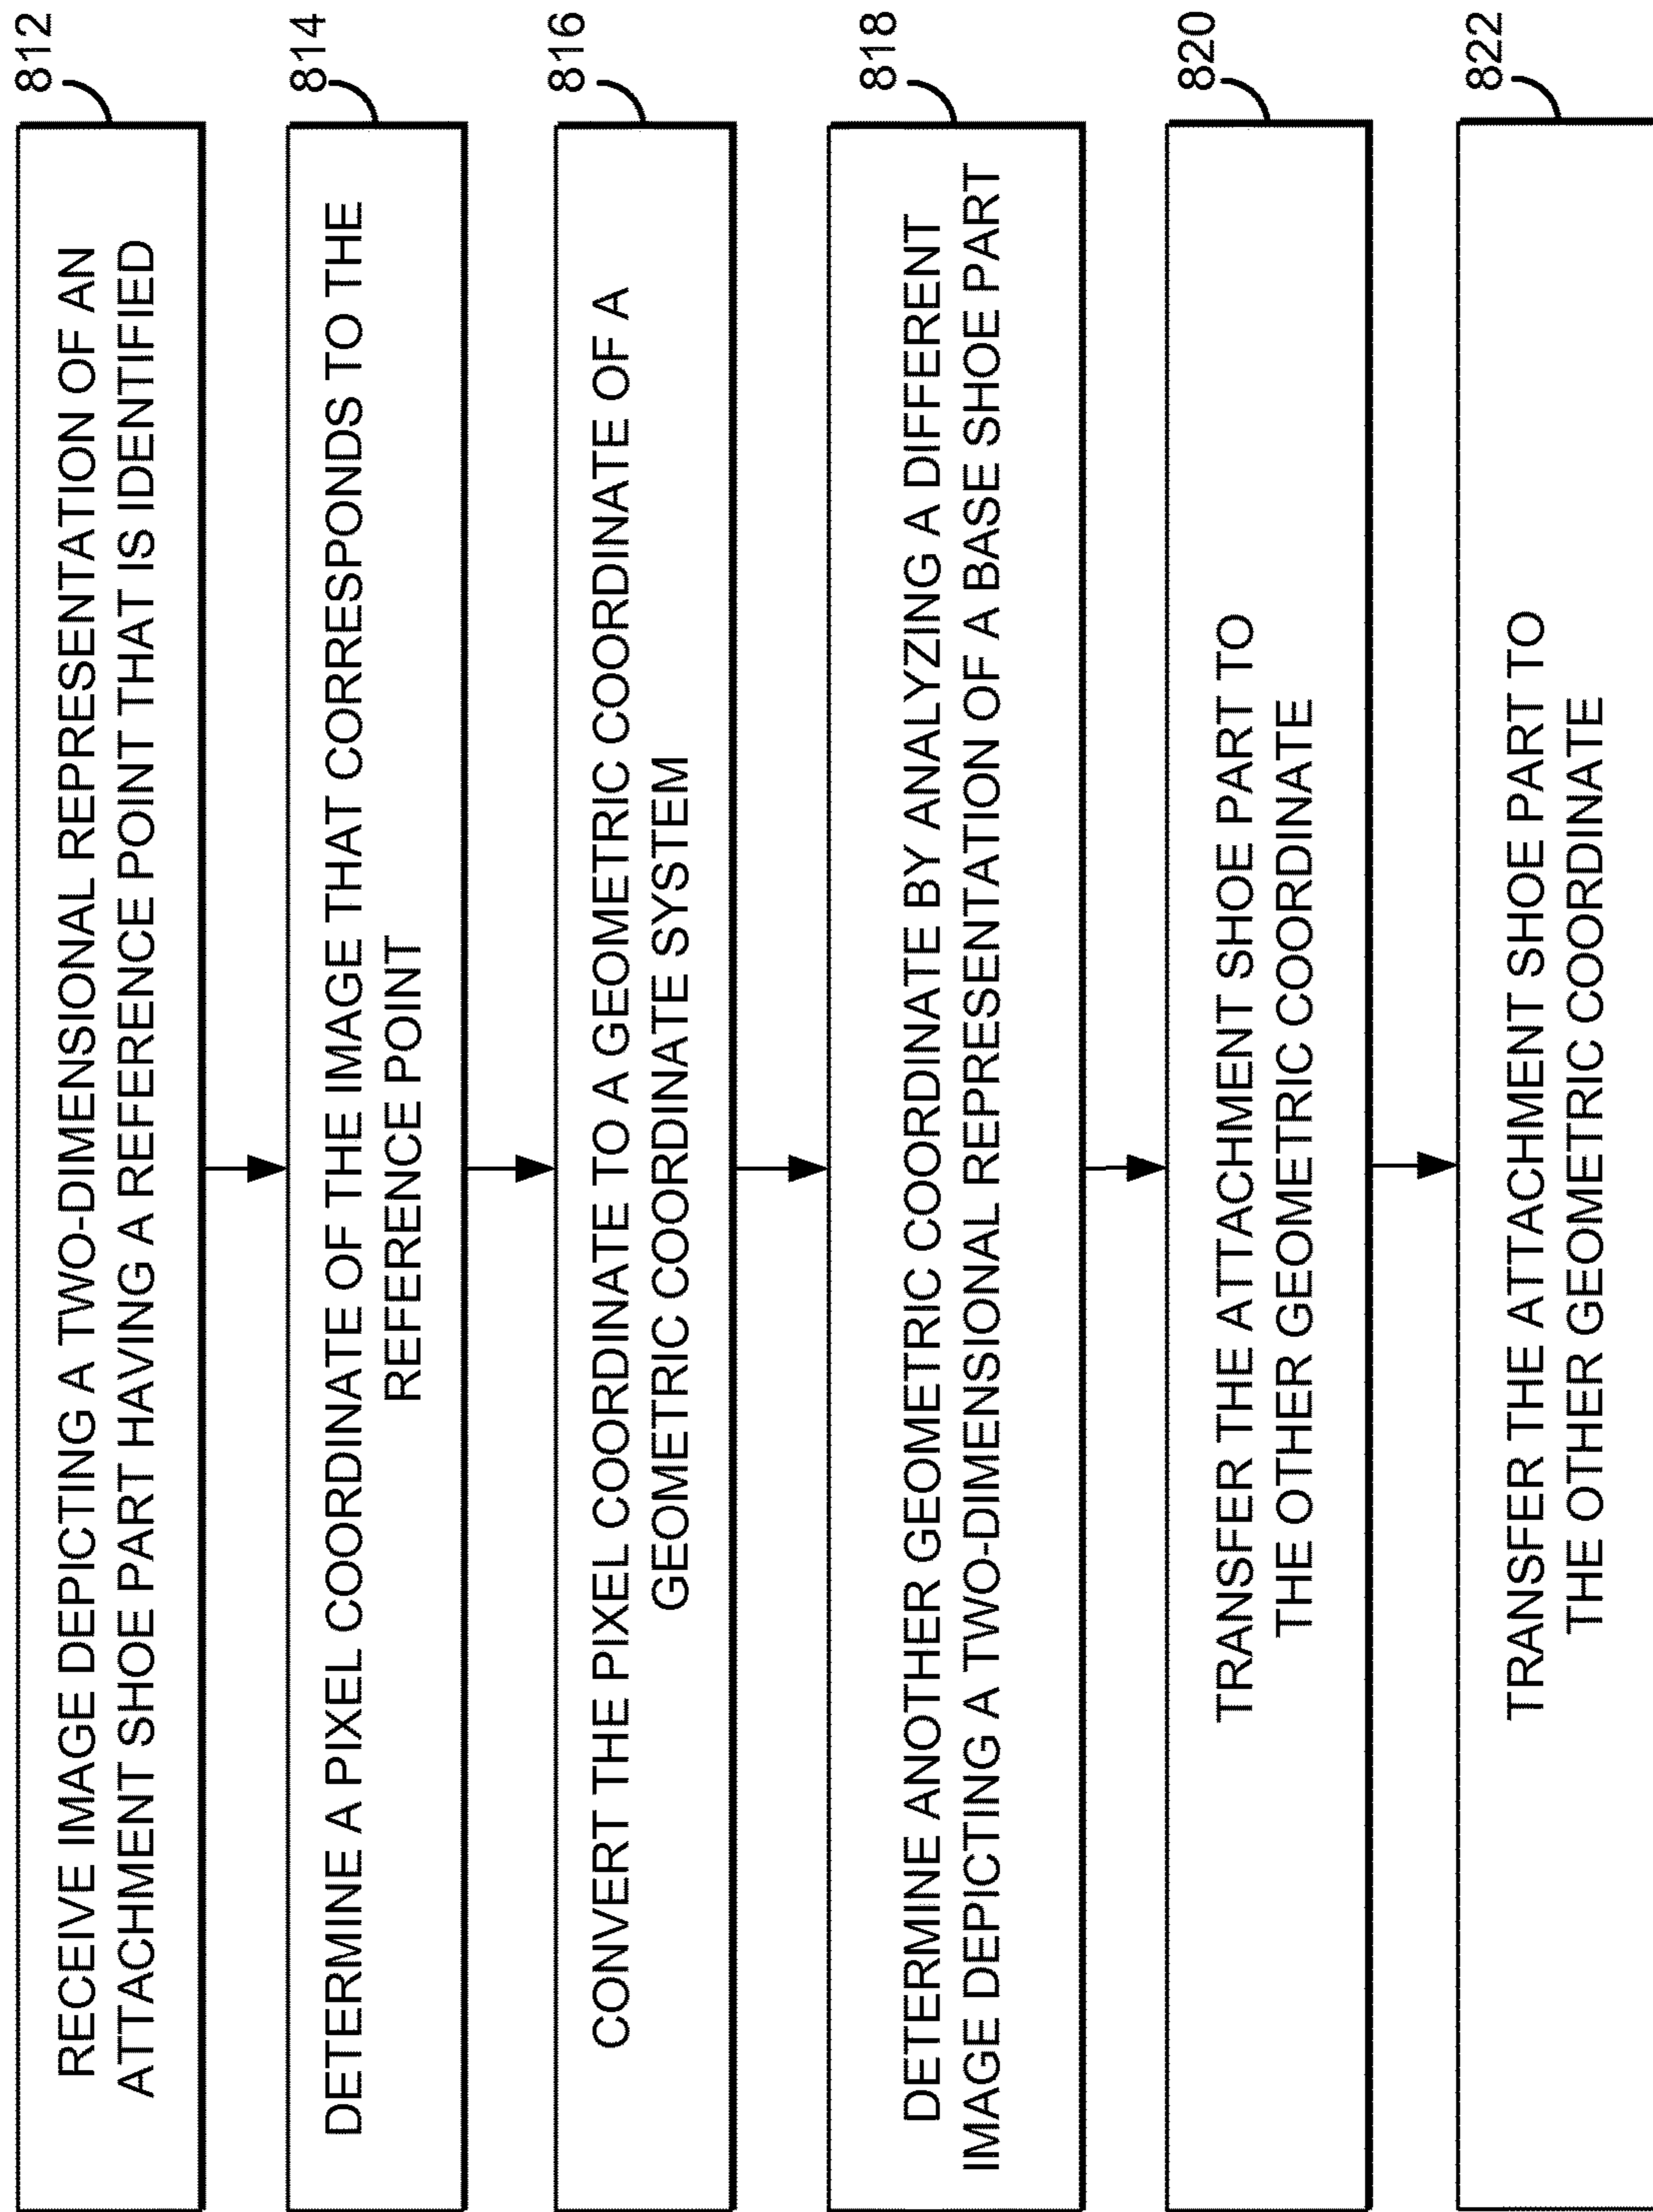 812
RECEIVE IMAGE DEPICTING A TWO-DIMENSIONAL REPRESENTATION OF AN
ATTACHMENT SHOE PART HAVING A REFERENCE POINT THAT IS IDENTIFIED
814
DETERMINE A PIXEL COORDINATE OF THE IMAGE THAT CORRESPONDS TO THE
REFERENCE POINT
816
CONVERT THE PIXEL COORDINATE TO A GEOMETRIC COORDINATE OF A
GEOMETRIC COORDINATE SYSTEM
818
DETERMINE ANOTHER GEOMETRIC COORDINATE BY ANALYZING A DIFFERENT
IMAGE DEPICTING A TWO-DIMENSIONAL REPRESENTATION OF A BASE SHOE PART
820
TRANSFER THE ATTACHMENT SHOE PART TO
THE OTHER GEOMETRIC COORDINATE
822
TRANSFER THE ATTACHMENT SHOE PART TO
THE OTHER GEOMETRIC COORDINATE